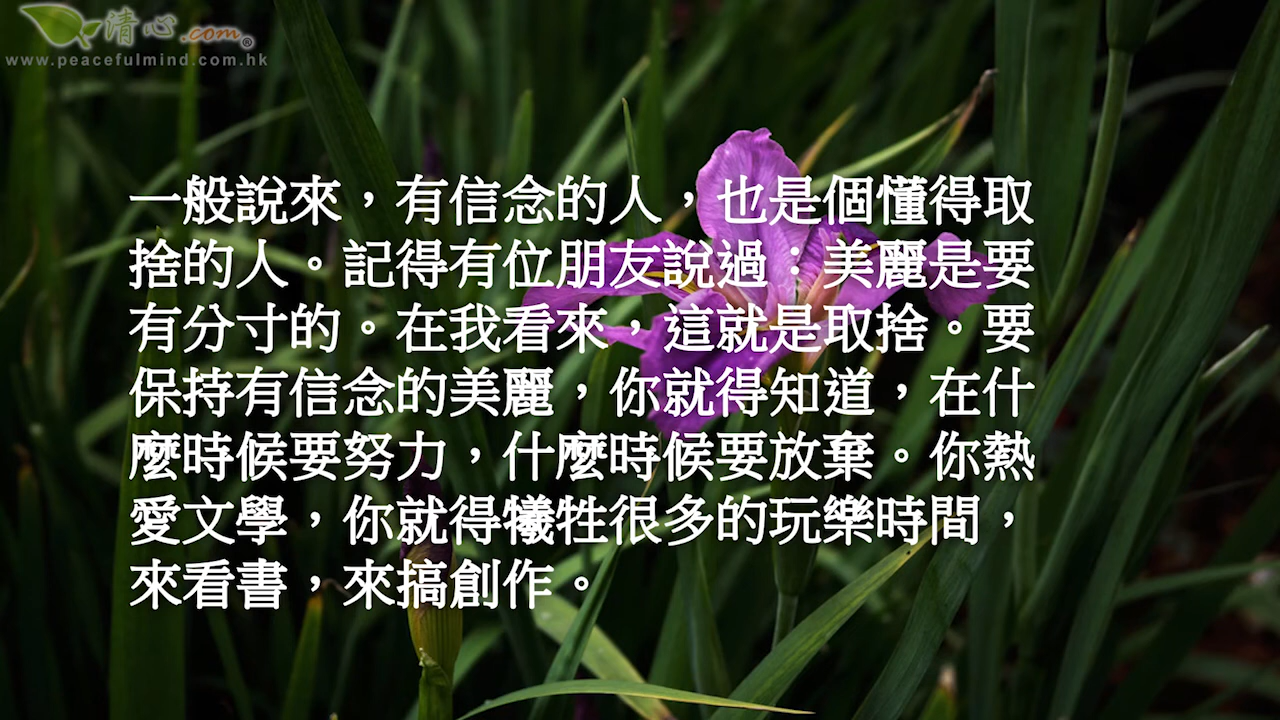 清心.com®
www.peacefulmind.com.hk
一般說來，有信念的人，也是個懂得取
捨的人。記得有位朋友說過：美麗是要
有分寸的。在我看來，這就是取捨。要
保持有信念的美麗，你就得知道，在什
麼時候要努力，什麼時候要放棄。你熱
愛文學，你就得犧牲很多的玩樂時間，
來看書，來搞創作。